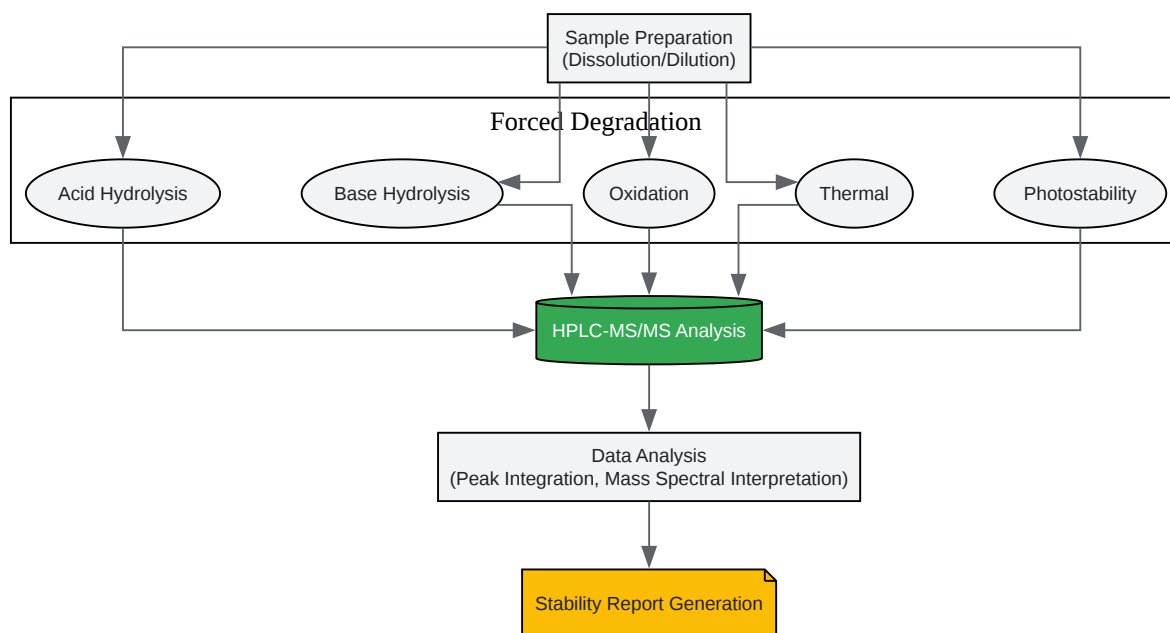 Sample Preparation
(Dissolution/Dilution)
Forced Degradation
Acid Hydrolysis
Base Hydrolysis
Oxidation
Thermal
Photostability
HPLC-MS/MS Analysis
Data Analysis
(Peak Integration, Mass Spectral Interpretation)
Stability Report Generation